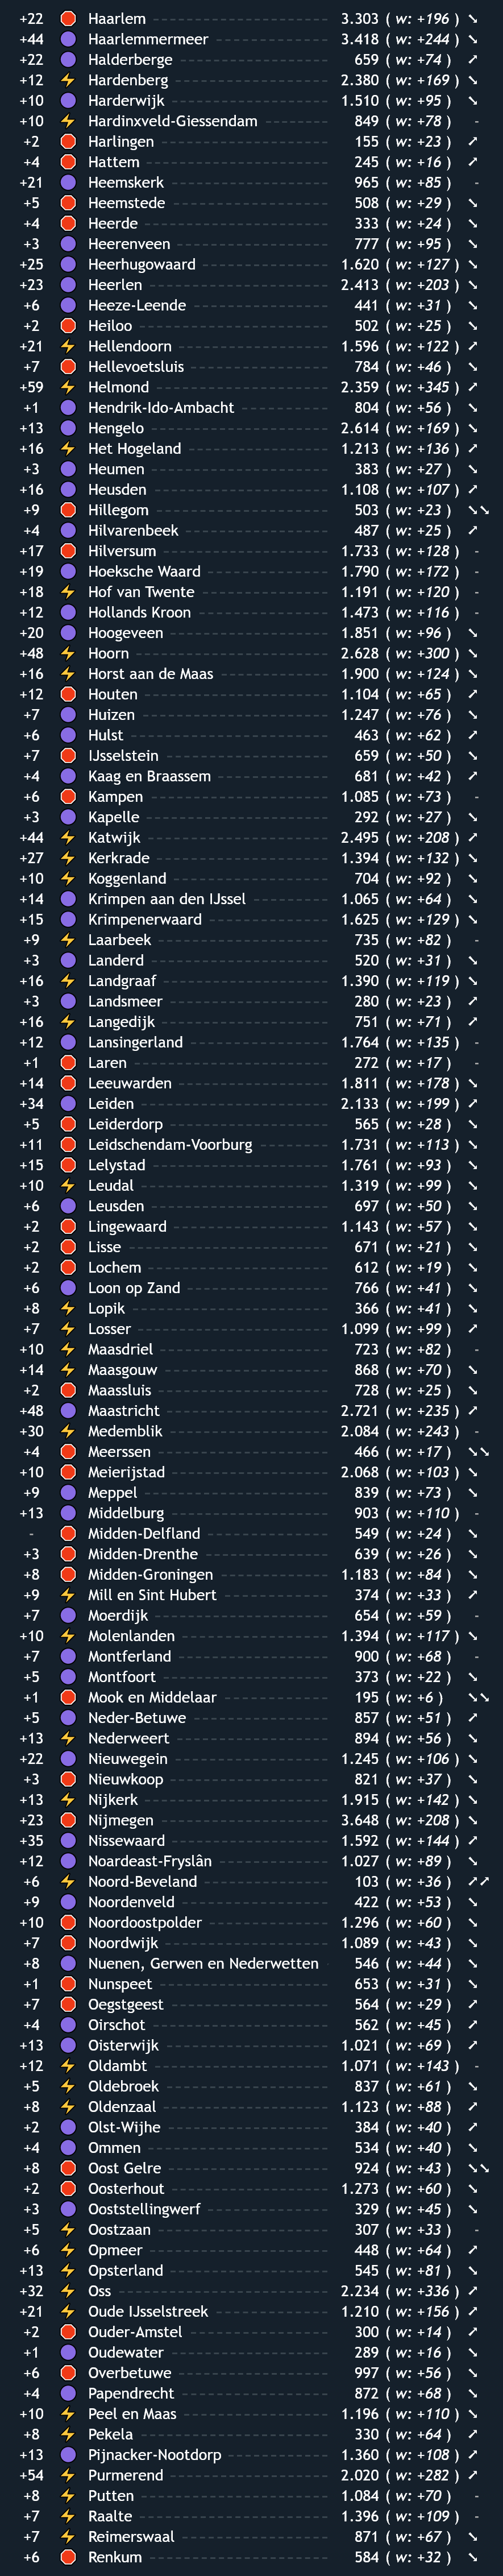 +22 Haarlem 3.303 ( w: +196 ) ↘
+44 Haarlemmermeer 3.418 ( w: +244 ) ↘
+22 Halderberge 659 ( w: +74 ) ↗
+12 Hardenberg 2.380 ( w: +169 ) ↘
+10 Harderwijk 1.510 ( w: +95 ) ↘
+10 Hardinxveld-Giessendam 849 ( w: +78 ) -
+2 Harlingen 155 ( w: +23 ) ↗
+4 Hattem 245 ( w: +16 ) ↗
+21 Heemskerk 965 ( w: +85 ) -
+5 Heemstede 508 ( w: +29 ) ↘
+4 Heerde 333 ( w: +24 ) ↘
+3 Heerenveen 777 ( w: +95 ) ↘
+25 Heerhugowaard 1.620 ( w: +127 ) ↘
+23 Heerlen 2.413 ( w: +203 ) ↘
+6 Heeze-Leende 441 ( w: +31 ) ↘
+2 Heiloo 502 ( w: +25 ) ↘
+21 Hellendoorn 1.596 ( w: +122 ) ↗
+7 Hellevoetsluis 784 ( w: +46 ) ↘
+59 Helmond 2.359 ( w: +345 ) ↗
+1 Hendrik-Ido-Ambacht 804 ( w: +56 ) ↘
+13 Hengelo 2.614 ( w: +169 ) ↘
+16 Het Hogeland 1.213 ( w: +136 ) ↗
+3 Heumen 383 ( w: +27 ) ↘
+16 Heusden 1.108 ( w: +107 ) ↗
+9 Hillegom 503 ( w: +23 ) ↘↘
+4 Hilvarenbeek 487 ( w: +25 ) ↗
+17 Hilversum 1.733 ( w: +128 ) -
+19 Hoeksche Waard 1.790 ( w: +172 ) -
+18 Hof van Twente 1.191 ( w: +120 ) -
+12 Hollands Kroon 1.473 ( w: +116 ) -
+20 Hoogeveen 1.851 ( w: +96 ) ↘
+48 Hoorn 2.628 ( w: +300 ) ↘
+16 Horst aan de Maas 1.900 ( w: +124 ) ↘
+12 Houten 1.104 ( w: +65 ) ↗
+7 Huizen 1.247 ( w: +76 ) ↘
+6 Hulst 463 ( w: +62 ) ↗
+7 IJsselstein 659 ( w: +50 ) ↘
+4 Kaag en Braassem 681 ( w: +42 ) ↗
+6 Kampen 1.085 ( w: +73 ) -
+3 Kapelle 292 ( w: +27 ) ↘
+44 Katwijk 2.495 ( w: +208 ) ↗
+27 Kerkrade 1.394 ( w: +132 ) ↘
+10 Koggenland 704 ( w: +92 ) ↘
+14 Krimpen aan den IJssel 1.065 ( w: +64 ) ↘
+15 Krimpenerwaard 1.625 ( w: +129 ) ↘
+9 Laarbeek 735 ( w: +82 ) -
+3 Landerd 520 ( w: +31 ) ↘
+16 Landgraaf 1.390 ( w: +119 ) ↘
+3 Landsmeer 280 ( w: +23 ) ↗
+16 Langedijk 751 ( w: +71 ) ↗
+12 Lansingerland 1.764 ( w: +135 ) -
+1 Laren 272 ( w: +17 ) -
+14 Leeuwarden 1.811 ( w: +178 ) ↘
+34 Leiden 2.133 ( w: +199 ) ↗
+5 Leiderdorp 565 ( w: +28 ) ↘
+11 Leidschendam-Voorburg 1.731 ( w: +113 ) ↘
+15 Lelystad 1.761 ( w: +93 ) ↘
+10 Leudal 1.319 ( w: +99 ) ↘
+6 Leusden 697 ( w: +50 ) ↘
+2 Lingewaard 1.143 ( w: +57 ) ↘
+2 Lisse 671 ( w: +21 ) ↘
+2 Lochem 612 ( w: +19 ) ↘
+6 Loon op Zand 766 ( w: +41 ) ↘
+8 Lopik 366 ( w: +41 ) ↘
+7 Losser 1.099 ( w: +99 ) ↗
+10 Maasdriel 723 ( w: +82 ) -
+14 Maasgouw 868 ( w: +70 ) ↘
+2 Maassluis 728 ( w: +25 ) ↘
+48 Maastricht 2.721 ( w: +235 ) ↗
+30 Medemblik 2.084 ( w: +243 ) -
+4 Meerssen 466 ( w: +17 ) ↘↘
+10 Meierijstad 2.068 ( w: +103 ) ↘
+9 Meppel 839 ( w: +73 ) ↘
+13 Middelburg 903 ( w: +110 ) -
- Midden-Delfland 549 ( w: +24 ) ↘
+3 Midden-Drenthe 639 ( w: +26 ) ↘
+8 Midden-Groningen 1.183 ( w: +84 ) ↘
+9 Mill en Sint Hubert 374 ( w: +33 ) ↗
+7 Moerdijk 654 ( w: +59 ) -
+10 Molenlanden 1.394 ( w: +117 ) ↘
+7 Montferland 900 ( w: +68 ) -
+5 Montfoort 373 ( w: +22 ) ↘
+1 Mook en Middelaar 195 ( w: +6 ) ↘↘
+5 Neder-Betuwe 857 ( w: +51 ) ↗
+13 Nederweert 894 ( w: +56 ) ↘
+22 Nieuwegein 1.245 ( w: +106 ) ↘
+3 Nieuwkoop 821 ( w: +37 ) ↘
+13 Nijkerk 1.915 ( w: +142 ) ↘
+23 Nijmegen 3.648 ( w: +208 ) ↘
+35 Nissewaard 1.592 ( w: +144 ) ↗
+12 Noardeast-Fryslân 1.027 ( w: +89 ) ↘
+6 Noord-Beveland 103 ( w: +36 ) ↗↗
+9 Noordenveld 422 ( w: +53 ) ↘
+10 Noordoostpolder 1.296 ( w: +60 ) ↘
+7 Noordwijk 1.089 ( w: +43 ) ↘
+8 Nuenen, Gerwen en Nederwetten 546 ( w: +44 ) ↘
+1 Nunspeet 653 ( w: +31 ) ↘
+7 Oegstgeest 564 ( w: +29 ) ↗
+4 Oirschot 562 ( w: +45 ) ↗
+13 Oisterwijk 1.021 ( w: +69 ) ↗
+12 Oldambt 1.071 ( w: +143 ) -
+5 Oldebroek 837 ( w: +61 ) ↘
+8 Oldenzaal 1.123 ( w: +88 ) ↗
+2 Olst-Wijhe 384 ( w: +40 ) ↗
+4 Ommen 534 ( w: +40 ) ↘
+8 Oost Gelre 924 ( w: +43 ) ↘↘
+2 Oosterhout 1.273 ( w: +60 ) ↘
+3 Ooststellingwerf 329 ( w: +45 ) ↘
+5 Oostzaan 307 ( w: +33 ) -
+6 Opmeer 448 ( w: +64 ) ↗
+13 Opsterland 545 ( w: +81 ) ↘
+32 Oss 2.234 ( w: +336 ) ↗
+21 Oude IJsselstreek 1.210 ( w: +156 ) ↗
+2 Ouder-Amstel 300 ( w: +14 ) ↗
+1 Oudewater 289 ( w: +16 ) ↘
+6 Overbetuwe 997 ( w: +56 ) ↘
+4 Papendrecht 872 ( w: +68 ) ↘
+10 Peel en Maas 1.196 ( w: +110 ) ↘
+8 Pekela 330 ( w: +64 ) ↗
+13 Pijnacker-Nootdorp 1.360 ( w: +108 ) ↗
+54 Purmerend 2.020 ( w: +282 ) ↗
+8 Putten 1.084 ( w: +70 ) -
+7 Raalte 1.396 ( w: +109 ) -
+7 Reimerswaal 871 ( w: +67 ) ↘
+6 Renkum 584 ( w: +32 ) ↘